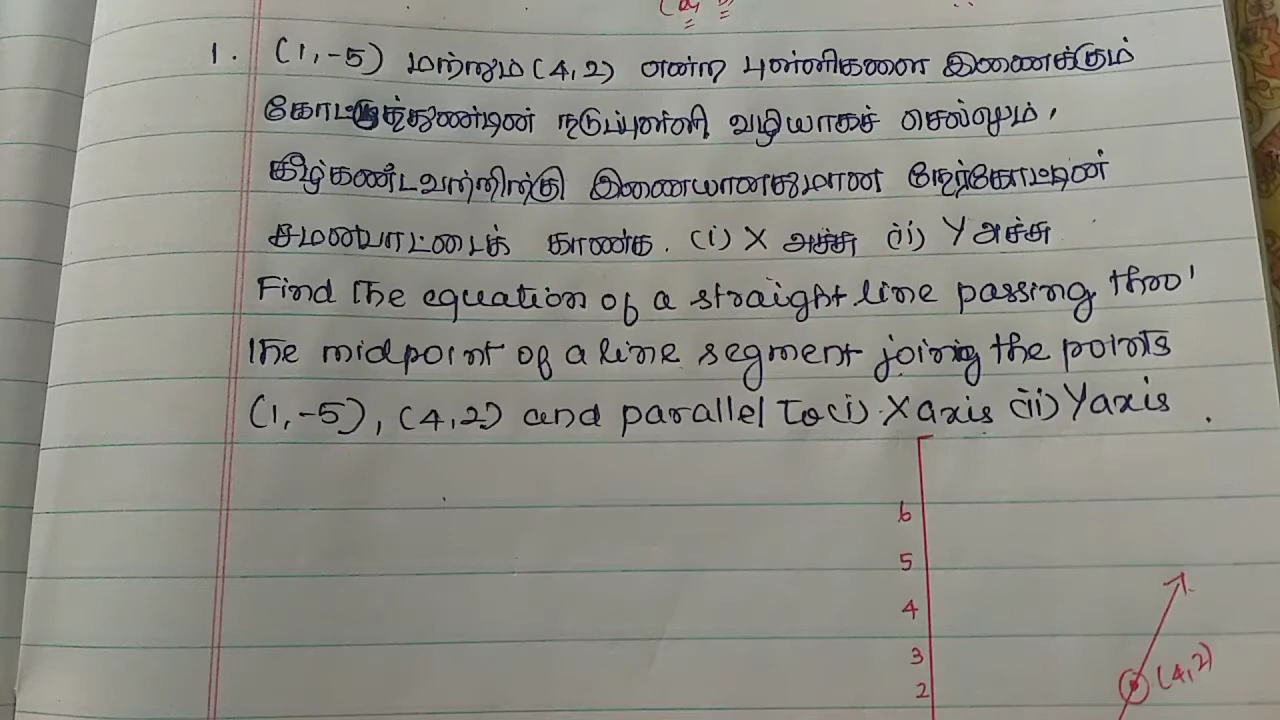 1. (1,-5) மற்றும் (4,2) என்ற புள்ளிகளை இணைக்கும்
கோட்டுத்துண்டின் நடுப்புள்ளி வழியாகச் செல்லும்,
கீழ்கண்டவற்றிற்கு இணையானதுமான நேர்கோட்டின்
சமன்பாட்டைக் காண்க. (i) X அச்சு (ii) Y அச்சு
Find the equation of a straight line passing thro'
the midpoint of a line segment joining the points
(1,-5), (4,2) and parallel to (i) X axis (ii) Y axis.
6
5
4
3
2
(4,2)